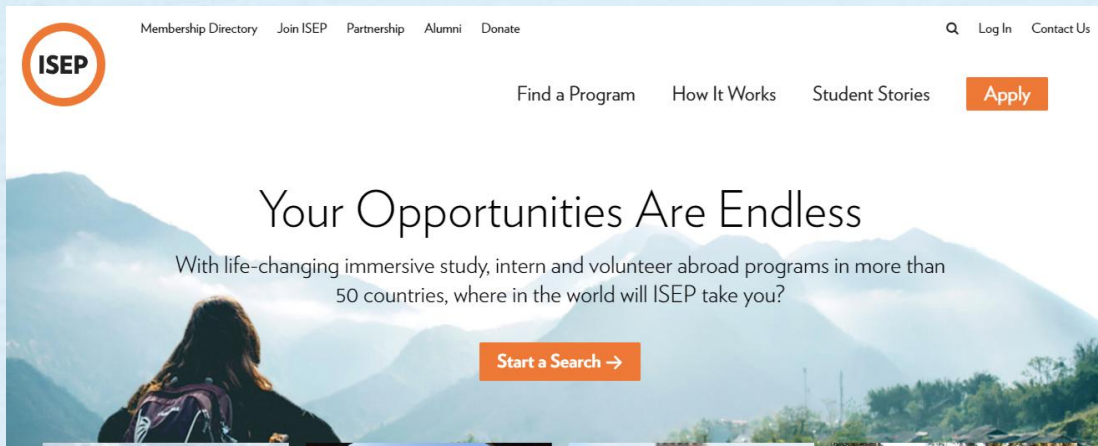 Membership Directory Join ISEP Partnership Alumni Donate
Log In Contact Us
ISEP
Find a Program How It Works Student Stories Apply
Your Opportunities Are Endless
With life-changing immersive study, intern and volunteer abroad programs in more than
50 countries, where in the world will ISEP take you?
Start a Search →